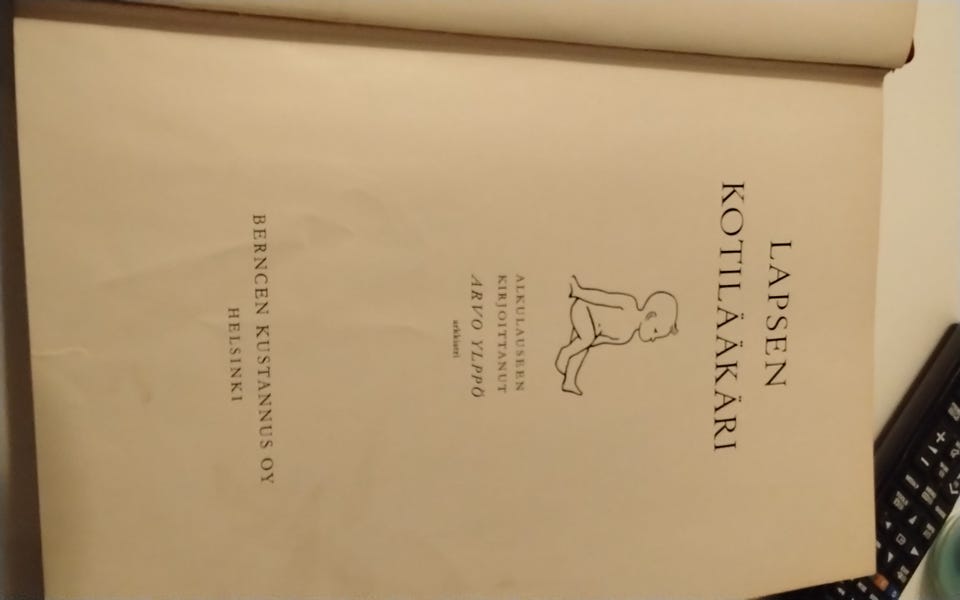 LAPSEN
KOTILÄÄKÄRI
ALKULAUSEEN
KIRJOITTANUT
ARVO YLPPÖ
arkkiatri
BERNCEN KUSTANNUS OY
HELSINKI